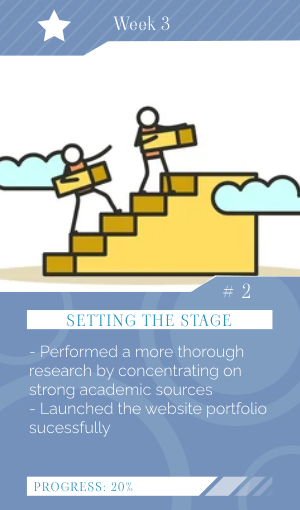 Week 3
# 2
SETTING THE STAGE
- Performed a more thorough
research by concentrating on
strong academic sources
- Launched the website portfolio
sucessfully
PROGRESS: 20%